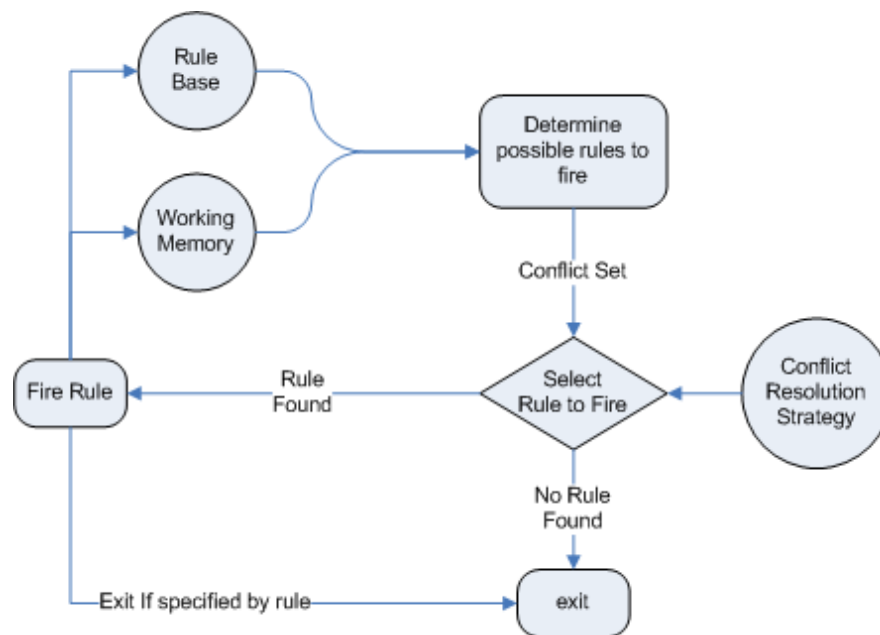 Rule
Base
Determine
possible rules to
fire
Working
Memory
Conflict Set
Fire Rule
Rule
Found
Select
Rule to Fire
Conflict
Resolution
Strategy
No Rule
Found
Exit If specified by rule
exit